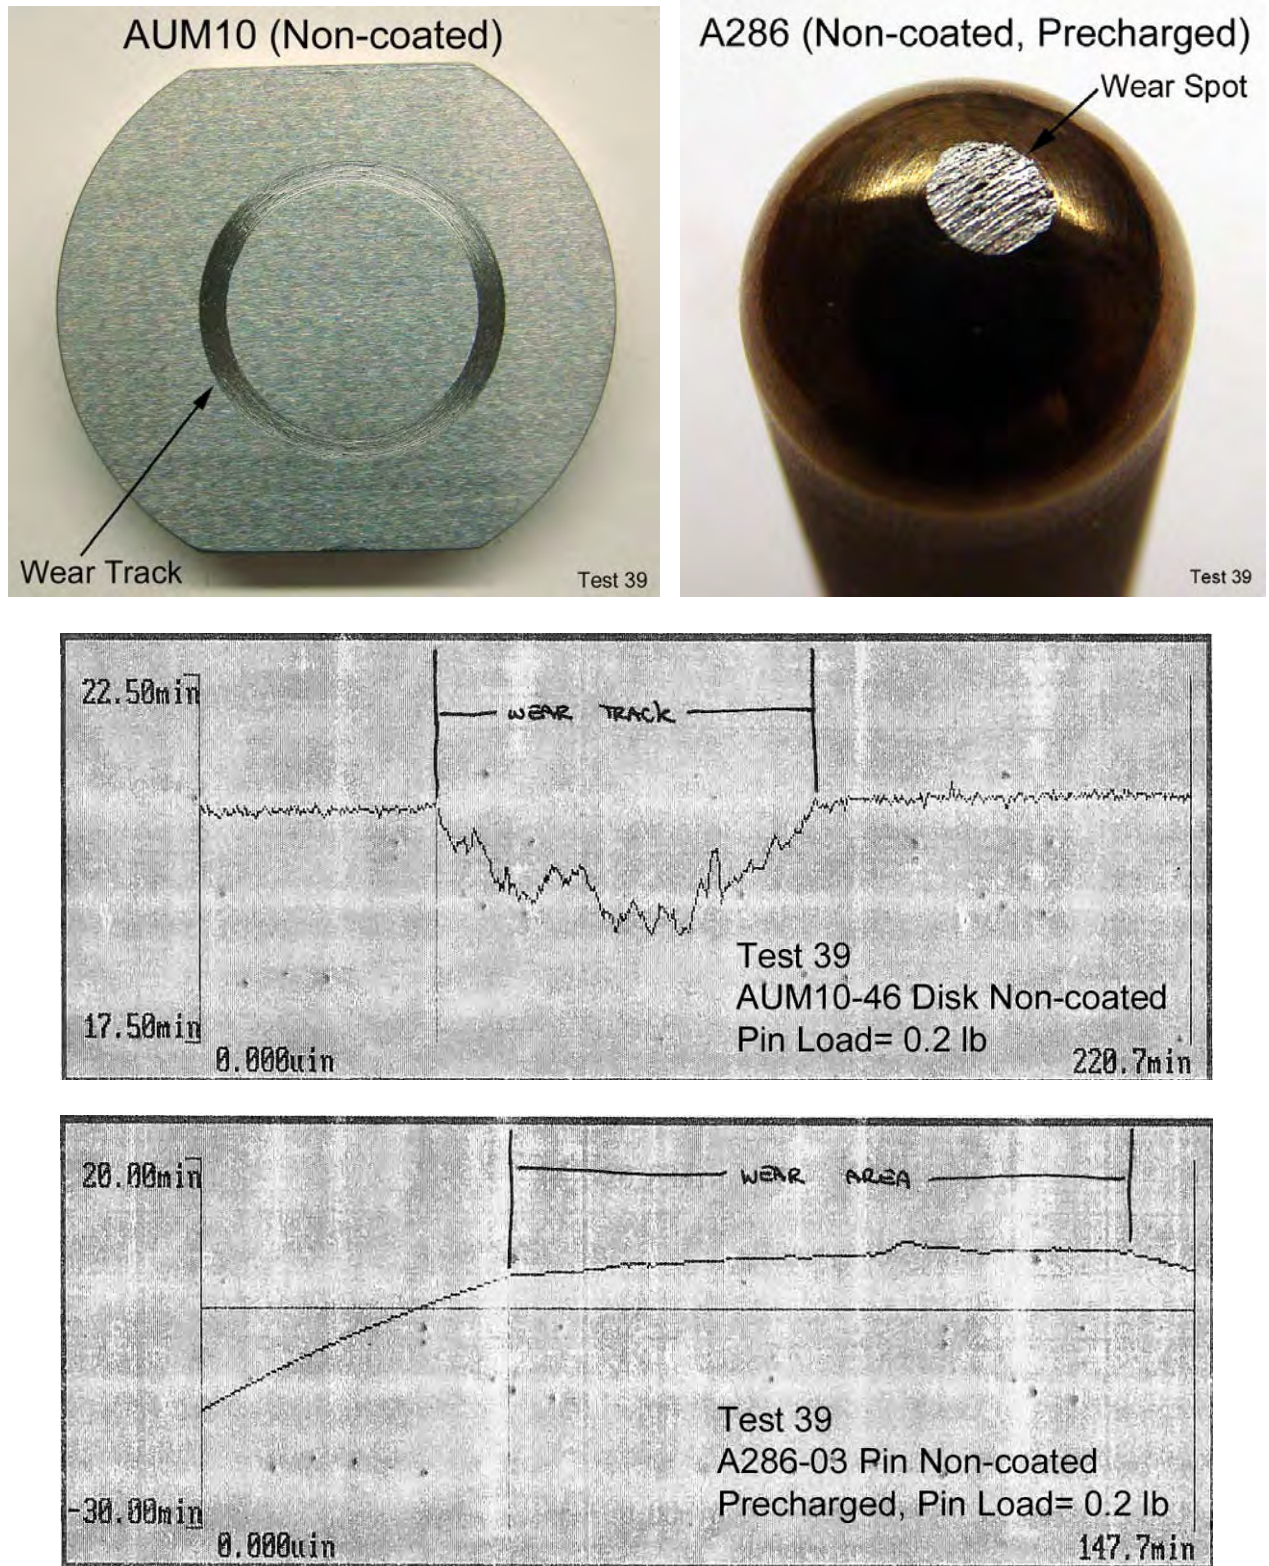 AUM10 (Non-coated)
Wear Track
Test 39
A286 (Non-coated, Precharged)
Wear Spot
Test 39
22.50min
WEAR TRACK
17.50min
0.000uin
220.7min
Test 39
AUM10-46 Disk Non-coated
Pin Load= 0.2 lb
20.00min
WEAR AREA
-30.00min
0.000uin
147.7min
Test 39
A286-03 Pin Non-coated
Precharged, Pin Load= 0.2 lb